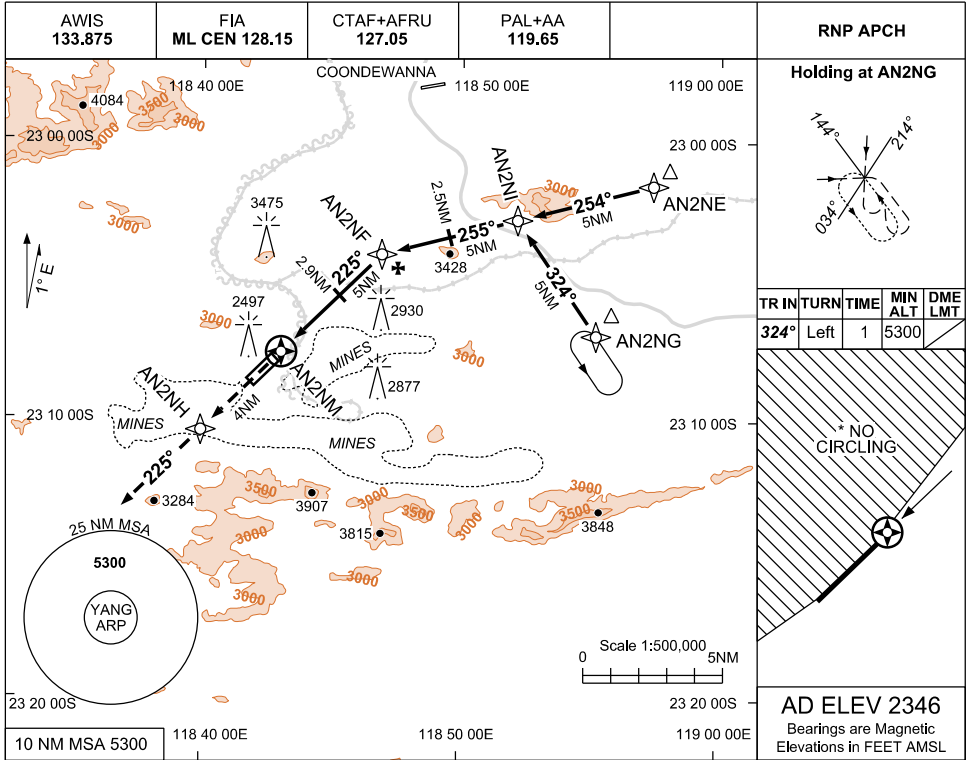 AWIS
133.875
FIA
ML CEN 128.15
CTAF+AFRU
127.05
PAL+AA
119.65
RNP APCH
118 40 00E
COONDEWANNA
118 50 00E
119 00 00E
4084
3500
3000
3000
23 00 00S
23 00 00S
3000
3475
AN2NF
2.5NM
AN2NI
3000
254°
5NM
AN2NE
255°
5NM
3428
225°
2.9NM
5NM
324°
5NM
1° E
2497
3000
2930
AN2NG
MINES
3000
2877
AN2NM
4NM
AN2NH
23 10 00S
23 10 00S
MINES
MINES
225°
3284
3500
3907
3000
3500
3000
3000
3500
3848
3000
3815
3000
3000
25 NM MSA
5300
YANG
ARP
Scale 1:500,000
0
5NM
23 20 00S
23 20 00S
10 NM MSA 5300
118 40 00E
118 50 00E
119 00 00E
Holding at AN2NG
144°
214°
034°
TR IN
TURN
TIME
MIN
ALT
DME
LMT
324°
Left
1
5300
* NO
CIRCLING
AD ELEV 2346
Bearings are Magnetic
Elevations in FEET AMSL